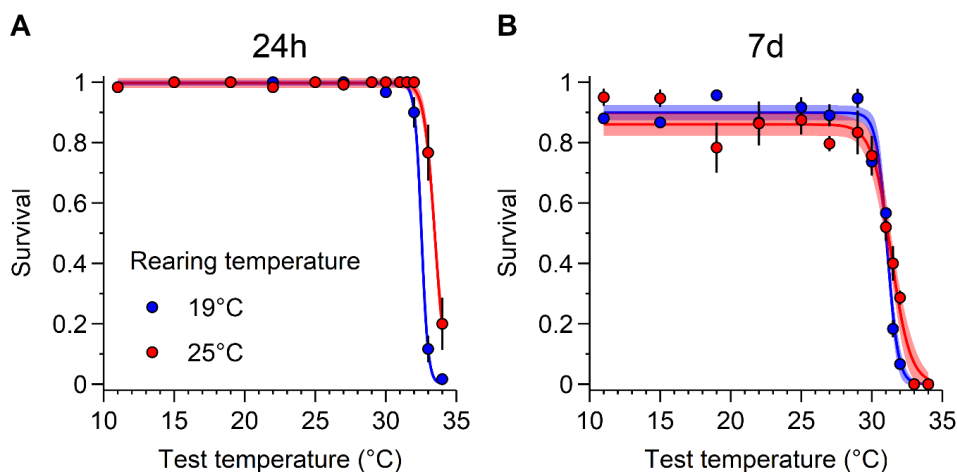 A
24h
1
0.8
0.6
0.4
0.2
0
Survival
Rearing temperature
19°C
25°C
10 15 20 25 30 35
Test temperature (°C)
B
7d
1
0.8
0.6
0.4
0.2
0
Survival
10 15 20 25 30 35
Test temperature (°C)